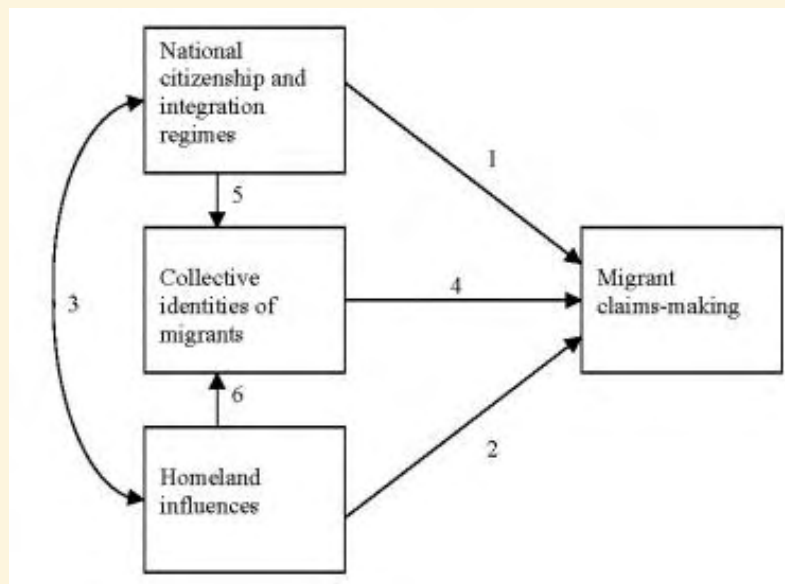 National
citizenship and
integration
regimes
1
5
Collective
identities of
migrants
3
4
Migrant
claims-making
6
2
Homeland
influences